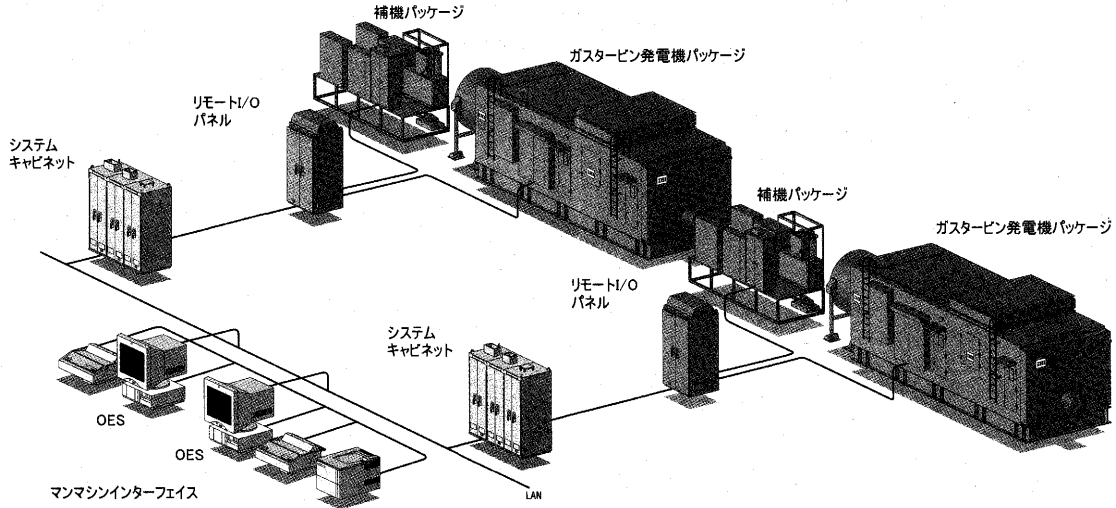 補機パッケージ
ガスタービン発電機パッケージ
リモートI/O
パネル
システム
キャビネット
補機パッケージ
ガスタービン発電機パッケージ
リモートI/O
パネル
システム
キャビネット
OES
OES
マンマシンインターフェイス
LAN